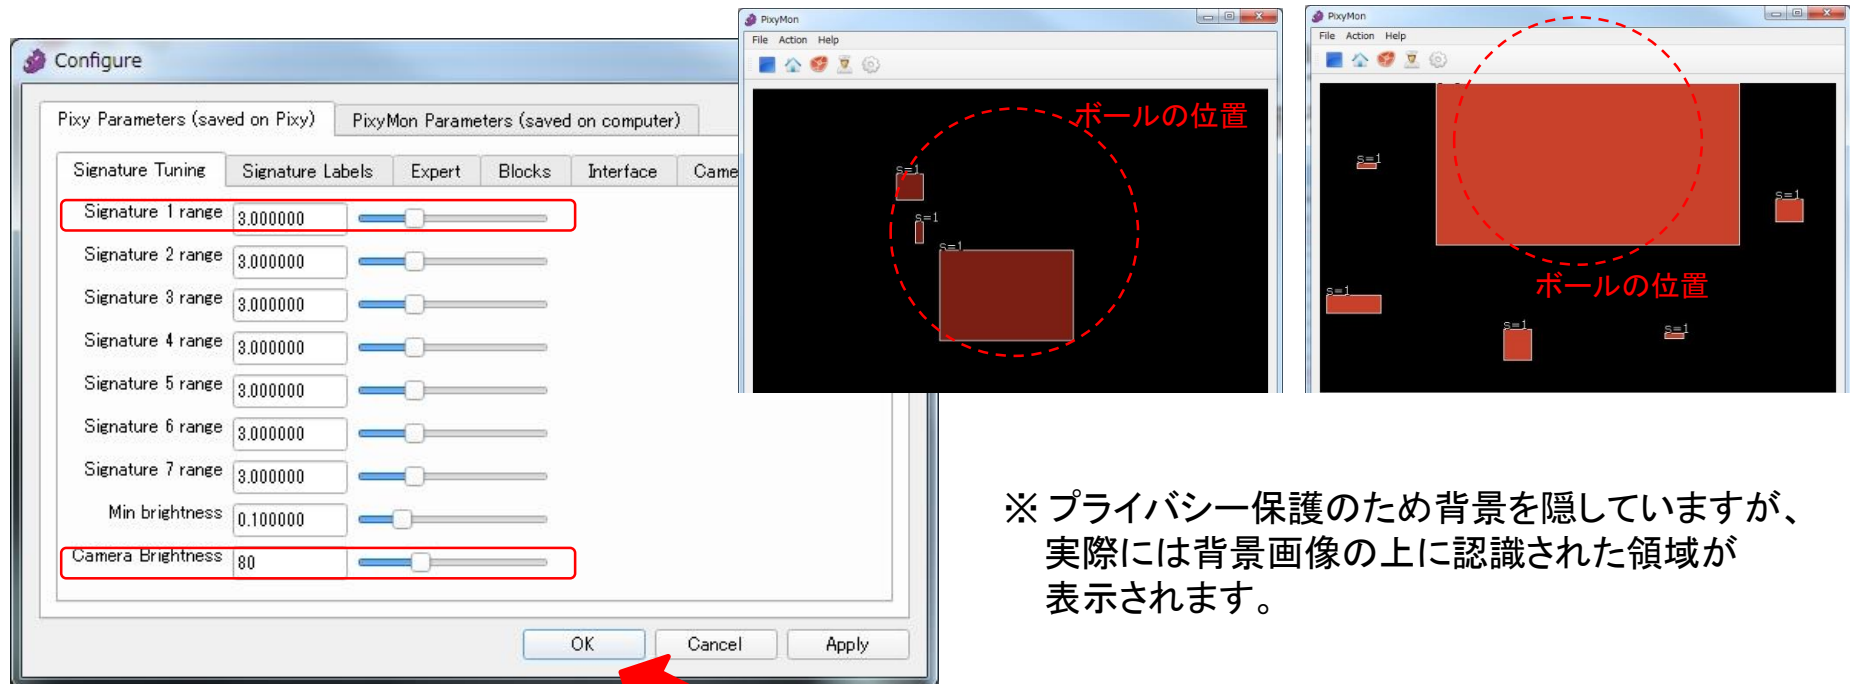 Configure
Pixy Parameters (saved on Pixy)
PixyMon Parameters (saved on computer)
Signature Tuning
Signature Labels
Expert
Blocks
Interface
Came
Signature 1 range
3.000000
Signature 2 range
3.000000
Signature 3 range
3.000000
Signature 4 range
3.000000
Signature 5 range
3.000000
Signature 6 range
3.000000
Signature 7 range
3.000000
Min brightness
0.100000
Camera Brightness
80
OK
Cancel
Apply
PixyMon
File Action Help
ボールの位置
s=1
s=1
s=1
PixyMon
File Action Help
s=1
s=1
ボールの位置
s=1
s=1
s=1
※ プライバシー保護のため背景を隠していますが、
実際には背景画像の上に認識された領域が
表示されます。